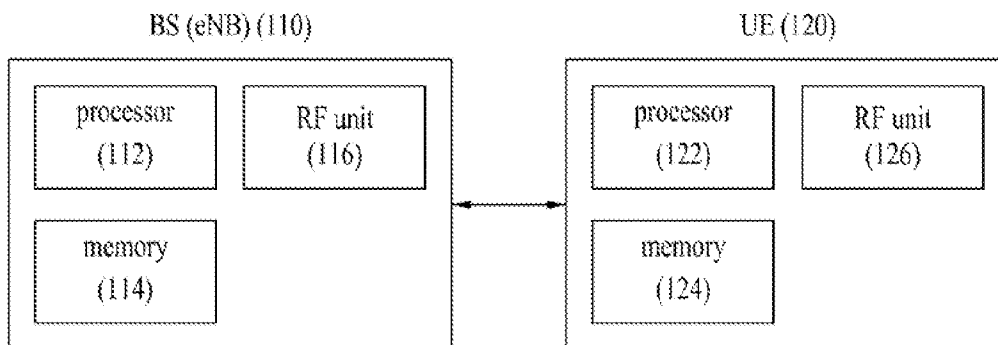 BS (eNB) (110)
processor
(112)
RF unit
(116)
memory
(114)
UE (120)
processor
(122)
RF unit
(126)
memory
(124)